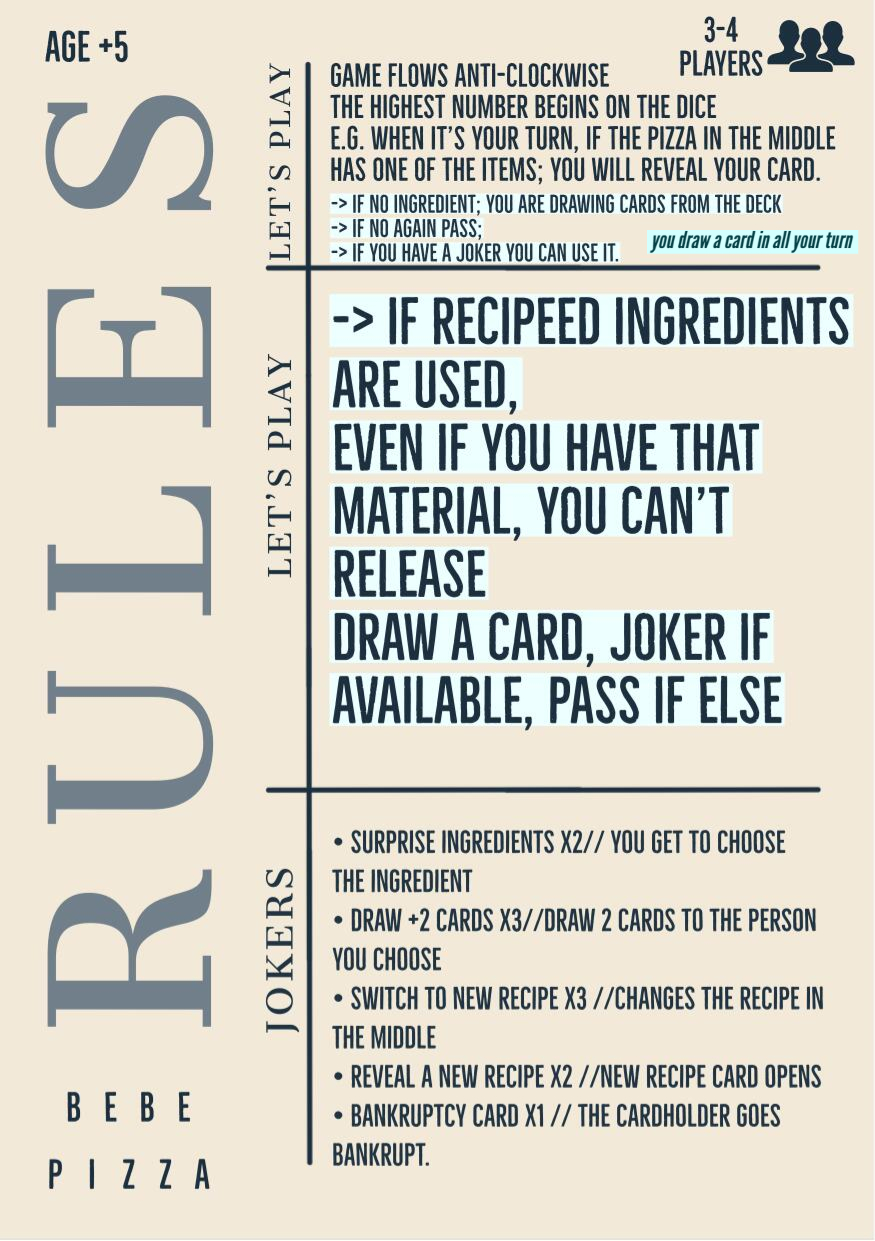 AGE +5
3-4
PLAYERS
RULES
BEBE
PIZZA
LET'S PLAY
GAME FLOWS ANTI-CLOCKWISE
THE HIGHEST NUMBER BEGINS ON THE DICE
E.G. WHEN IT'S YOUR TURN, IF THE PIZZA IN THE MIDDLE
HAS ONE OF THE ITEMS; YOU WILL REVEAL YOUR CARD.
-> IF NO INGREDIENT; YOU ARE DRAWING CARDS FROM THE DECK
-> IF NO AGAIN PASS;
-> IF YOU HAVE A JOKER YOU CAN USE IT.
you draw a card in all your turn
LET'S PLAY
-> IF RECIPEED INGREDIENTS
ARE USED,
EVEN IF YOU HAVE THAT
MATERIAL, YOU CAN'T
RELEASE
DRAW A CARD, JOKER IF
AVAILABLE, PASS IF ELSE
JOKERS
• SURPRISE INGREDIENTS X2// YOU GET TO CHOOSE
THE INGREDIENT
• DRAW +2 CARDS X3//DRAW 2 CARDS TO THE PERSON
YOU CHOOSE
• SWITCH TO NEW RECIPE X3 //CHANGES THE RECIPE IN
THE MIDDLE
• REVEAL A NEW RECIPE X2 //NEW RECIPE CARD OPENS
• BANKRUPTCY CARD X1 // THE CARDHOLDER GOES
BANKRUPT.